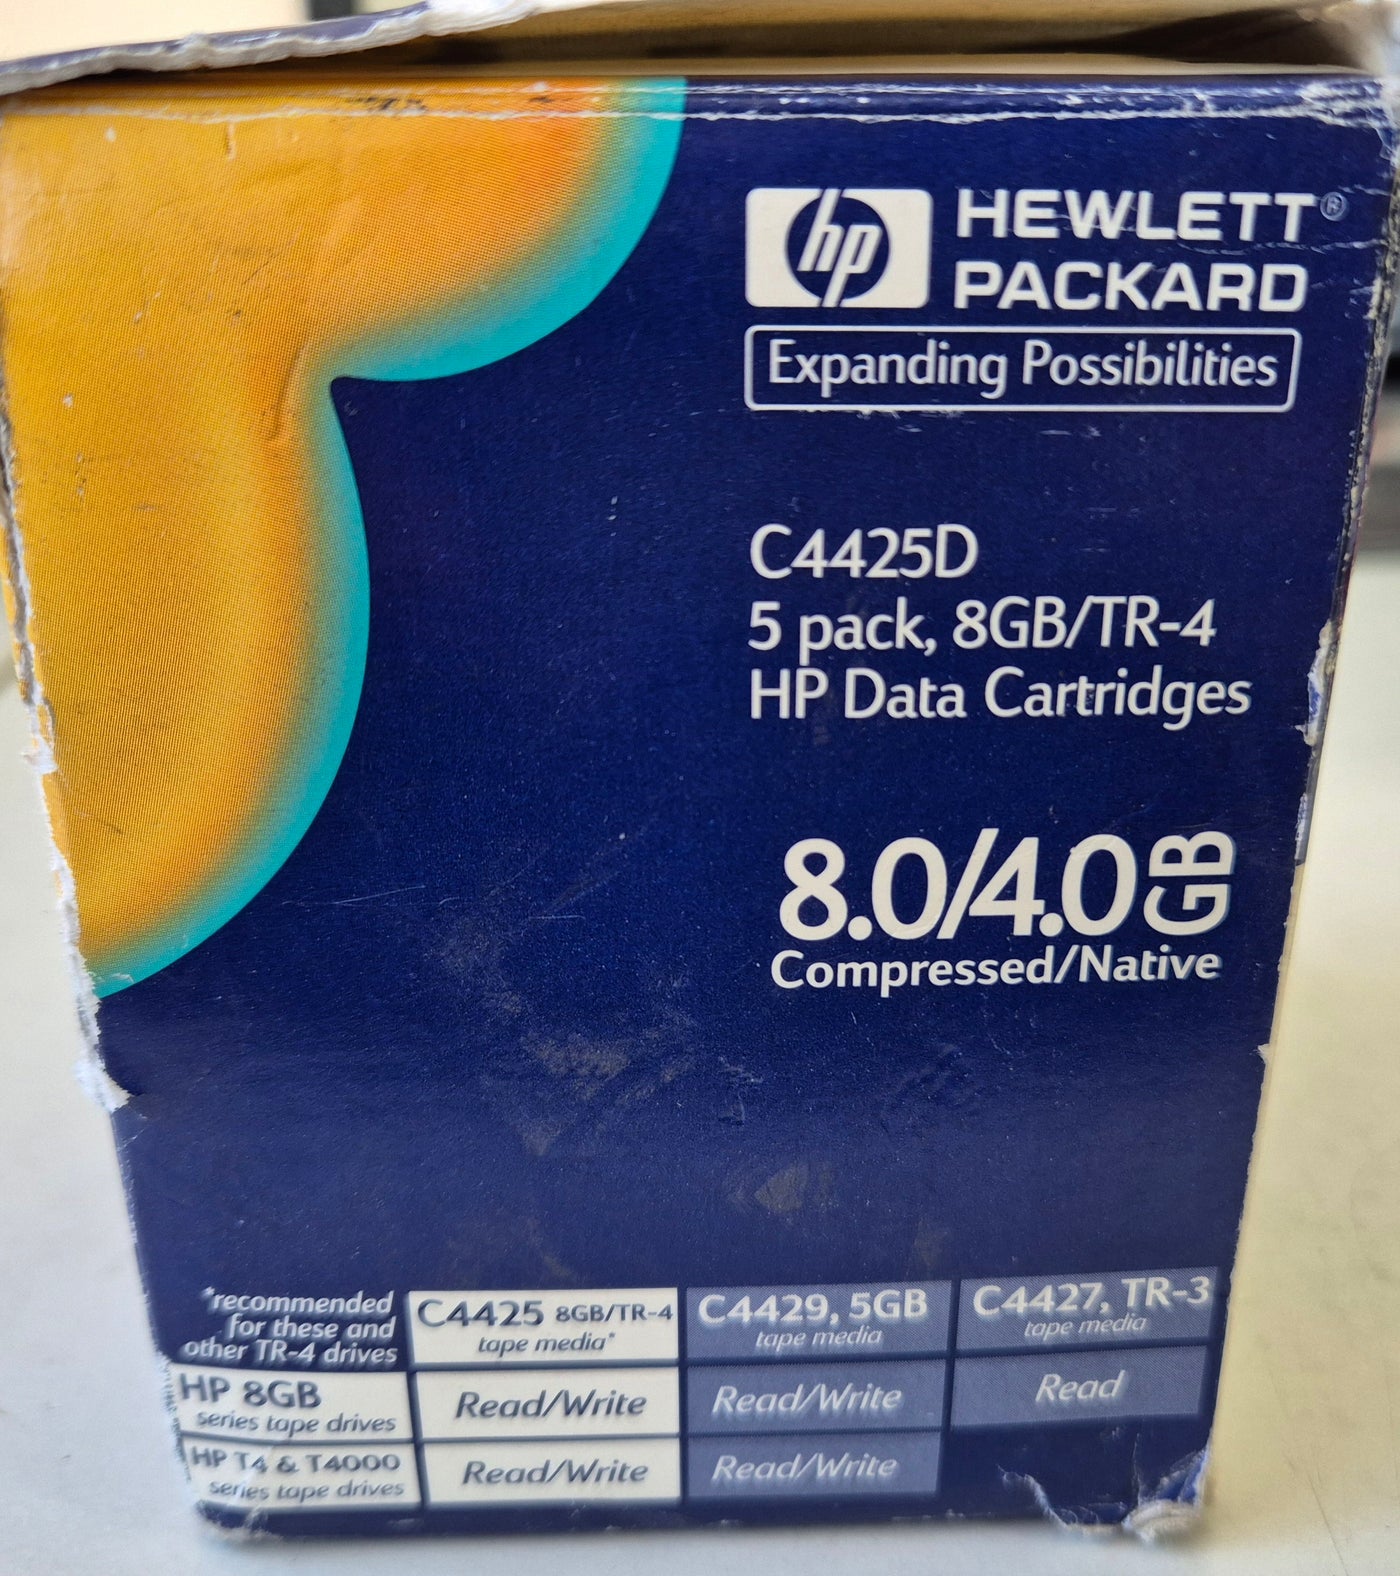 hp HEWLETT®
PACKARD
Expanding Possibilities
C4425D
5 pack, 8GB/TR-4
HP Data Cartridges
8.0/4.0 GB
Compressed/Native
*recommended
for these and
other TR-4 drives
C4425 8GB/TR-4
tape media*
C4429, 5GB
tape media
C4427, TR-3
tape media
HP 8GB
series tape drives
Read/Write
Read/Write
Read
HP T4 & T4000
series tape drives
Read/Write
Read/Write